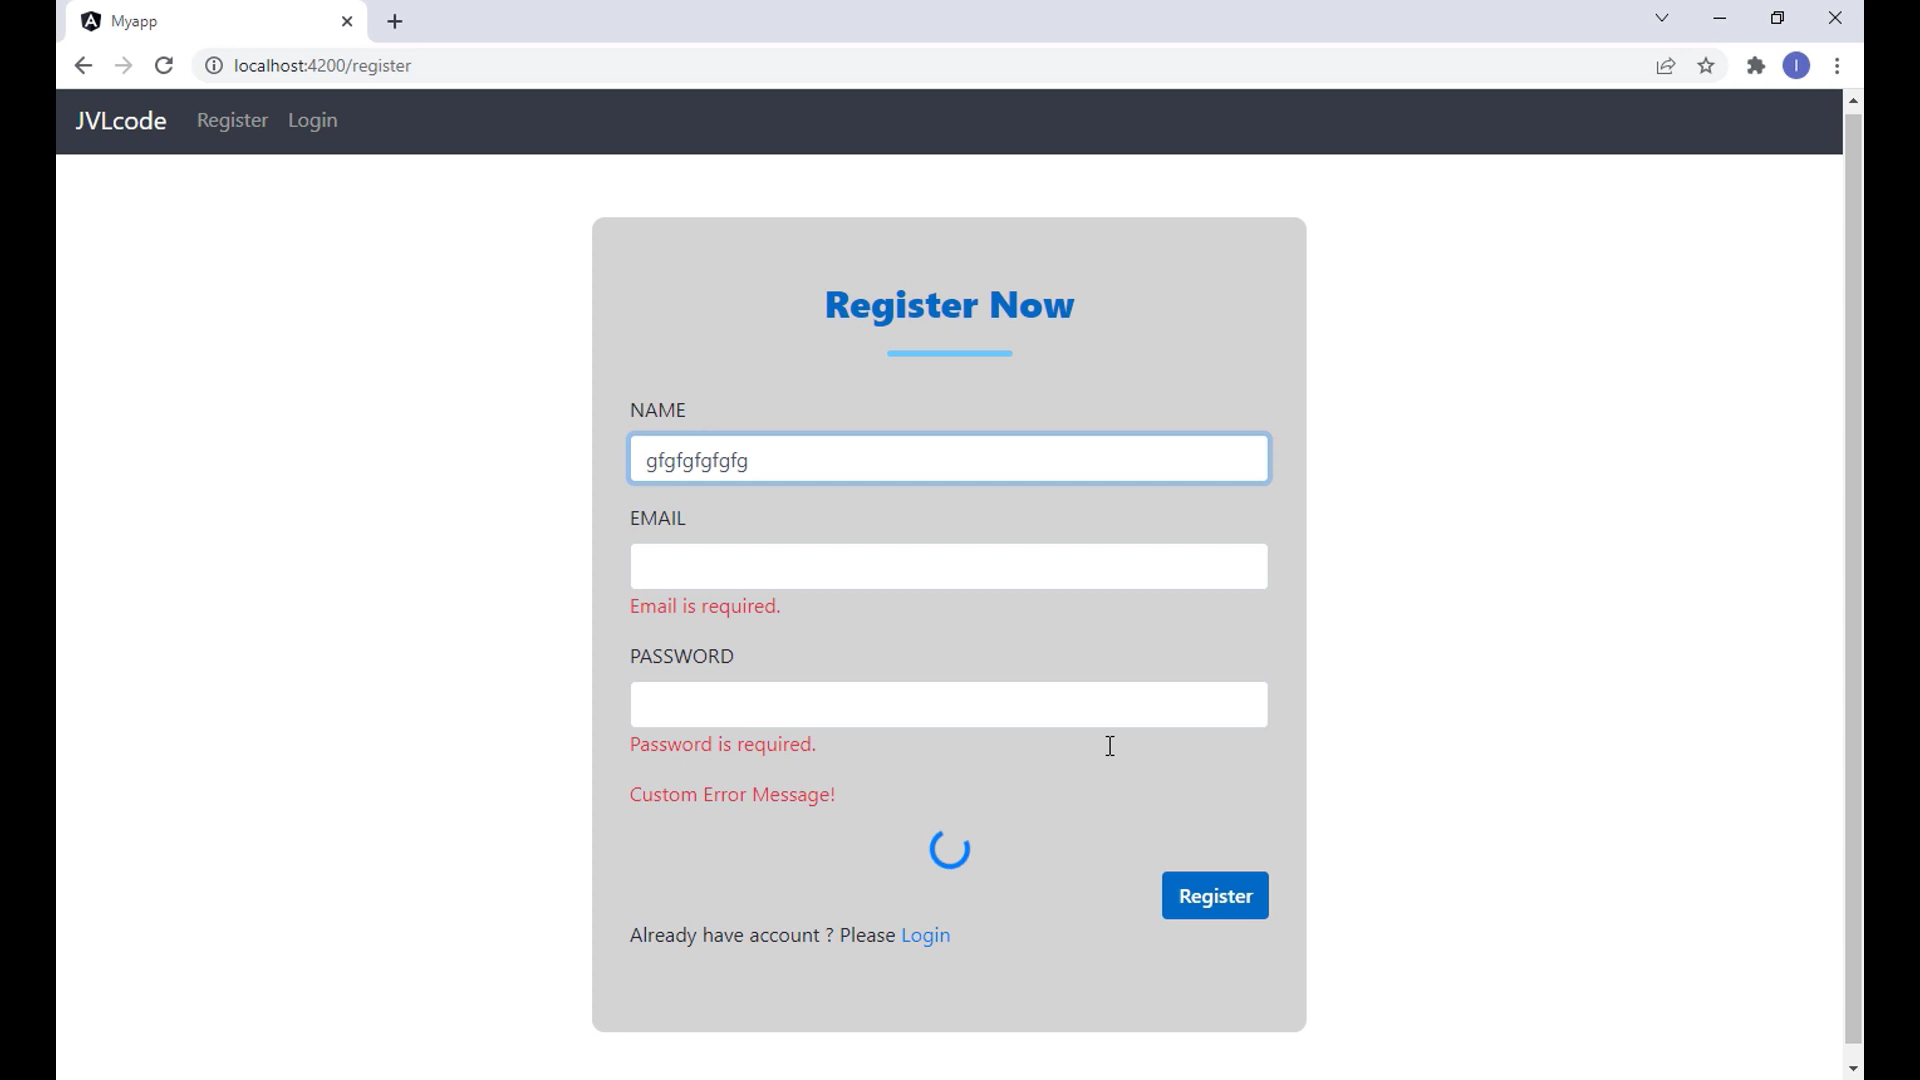 Myapp
localhost:4200/register
I
JVLcode Register Login
Register Now
NAME
gfgfgfgfgfg
EMAIL
Email is required.
PASSWORD
Password is required.
Custom Error Message!
Register
Already have account ? Please Login